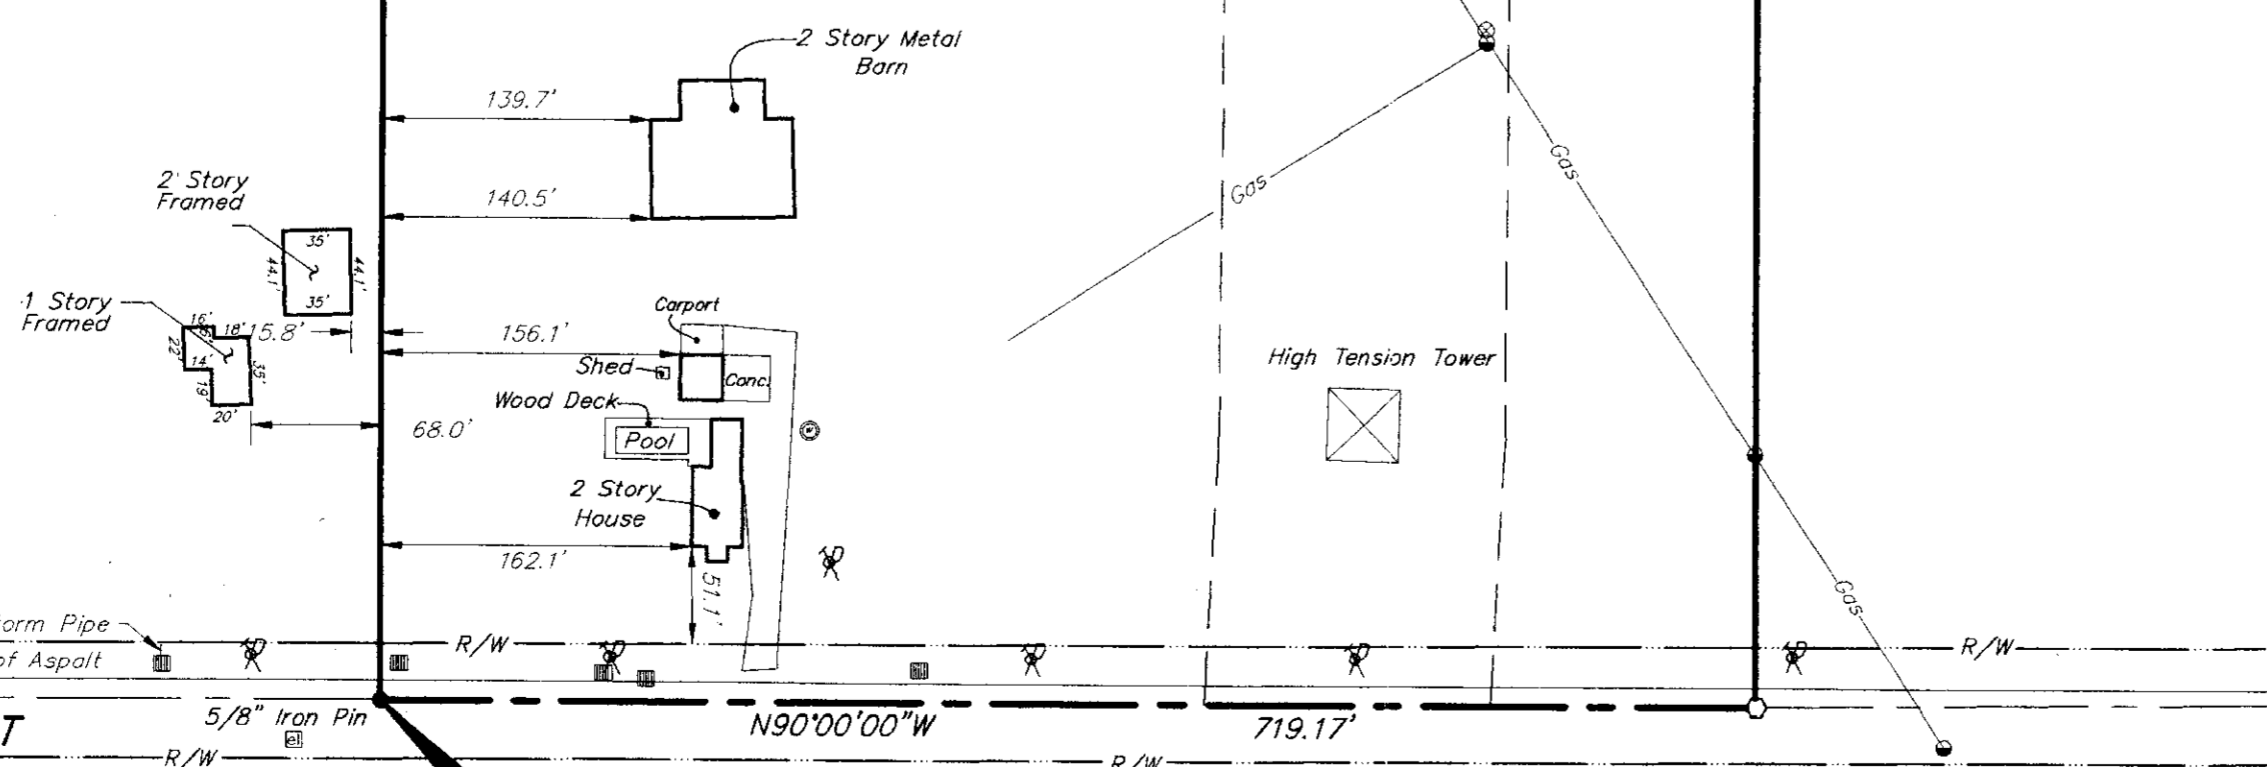 2 Story Metal
Barn
139.7'
2' Story
Framed
140.5'
Gas
Gas
35'
44.1'
44.1'
35'
1 Story
Framed
16'
18'
15.8'
22'
14'
35'
19'
20'
Carport
156.1'
Shed
Conc.
High Tension Tower
Wood Deck
Pool
68.0'
W
2 Story
House
162.1'
51.1'
Gas
orm Pipe
R/W
R/W
of Aspalt
5/8" Iron Pin
N90°00'00"W
719.17'
T
el
R/W
R/W